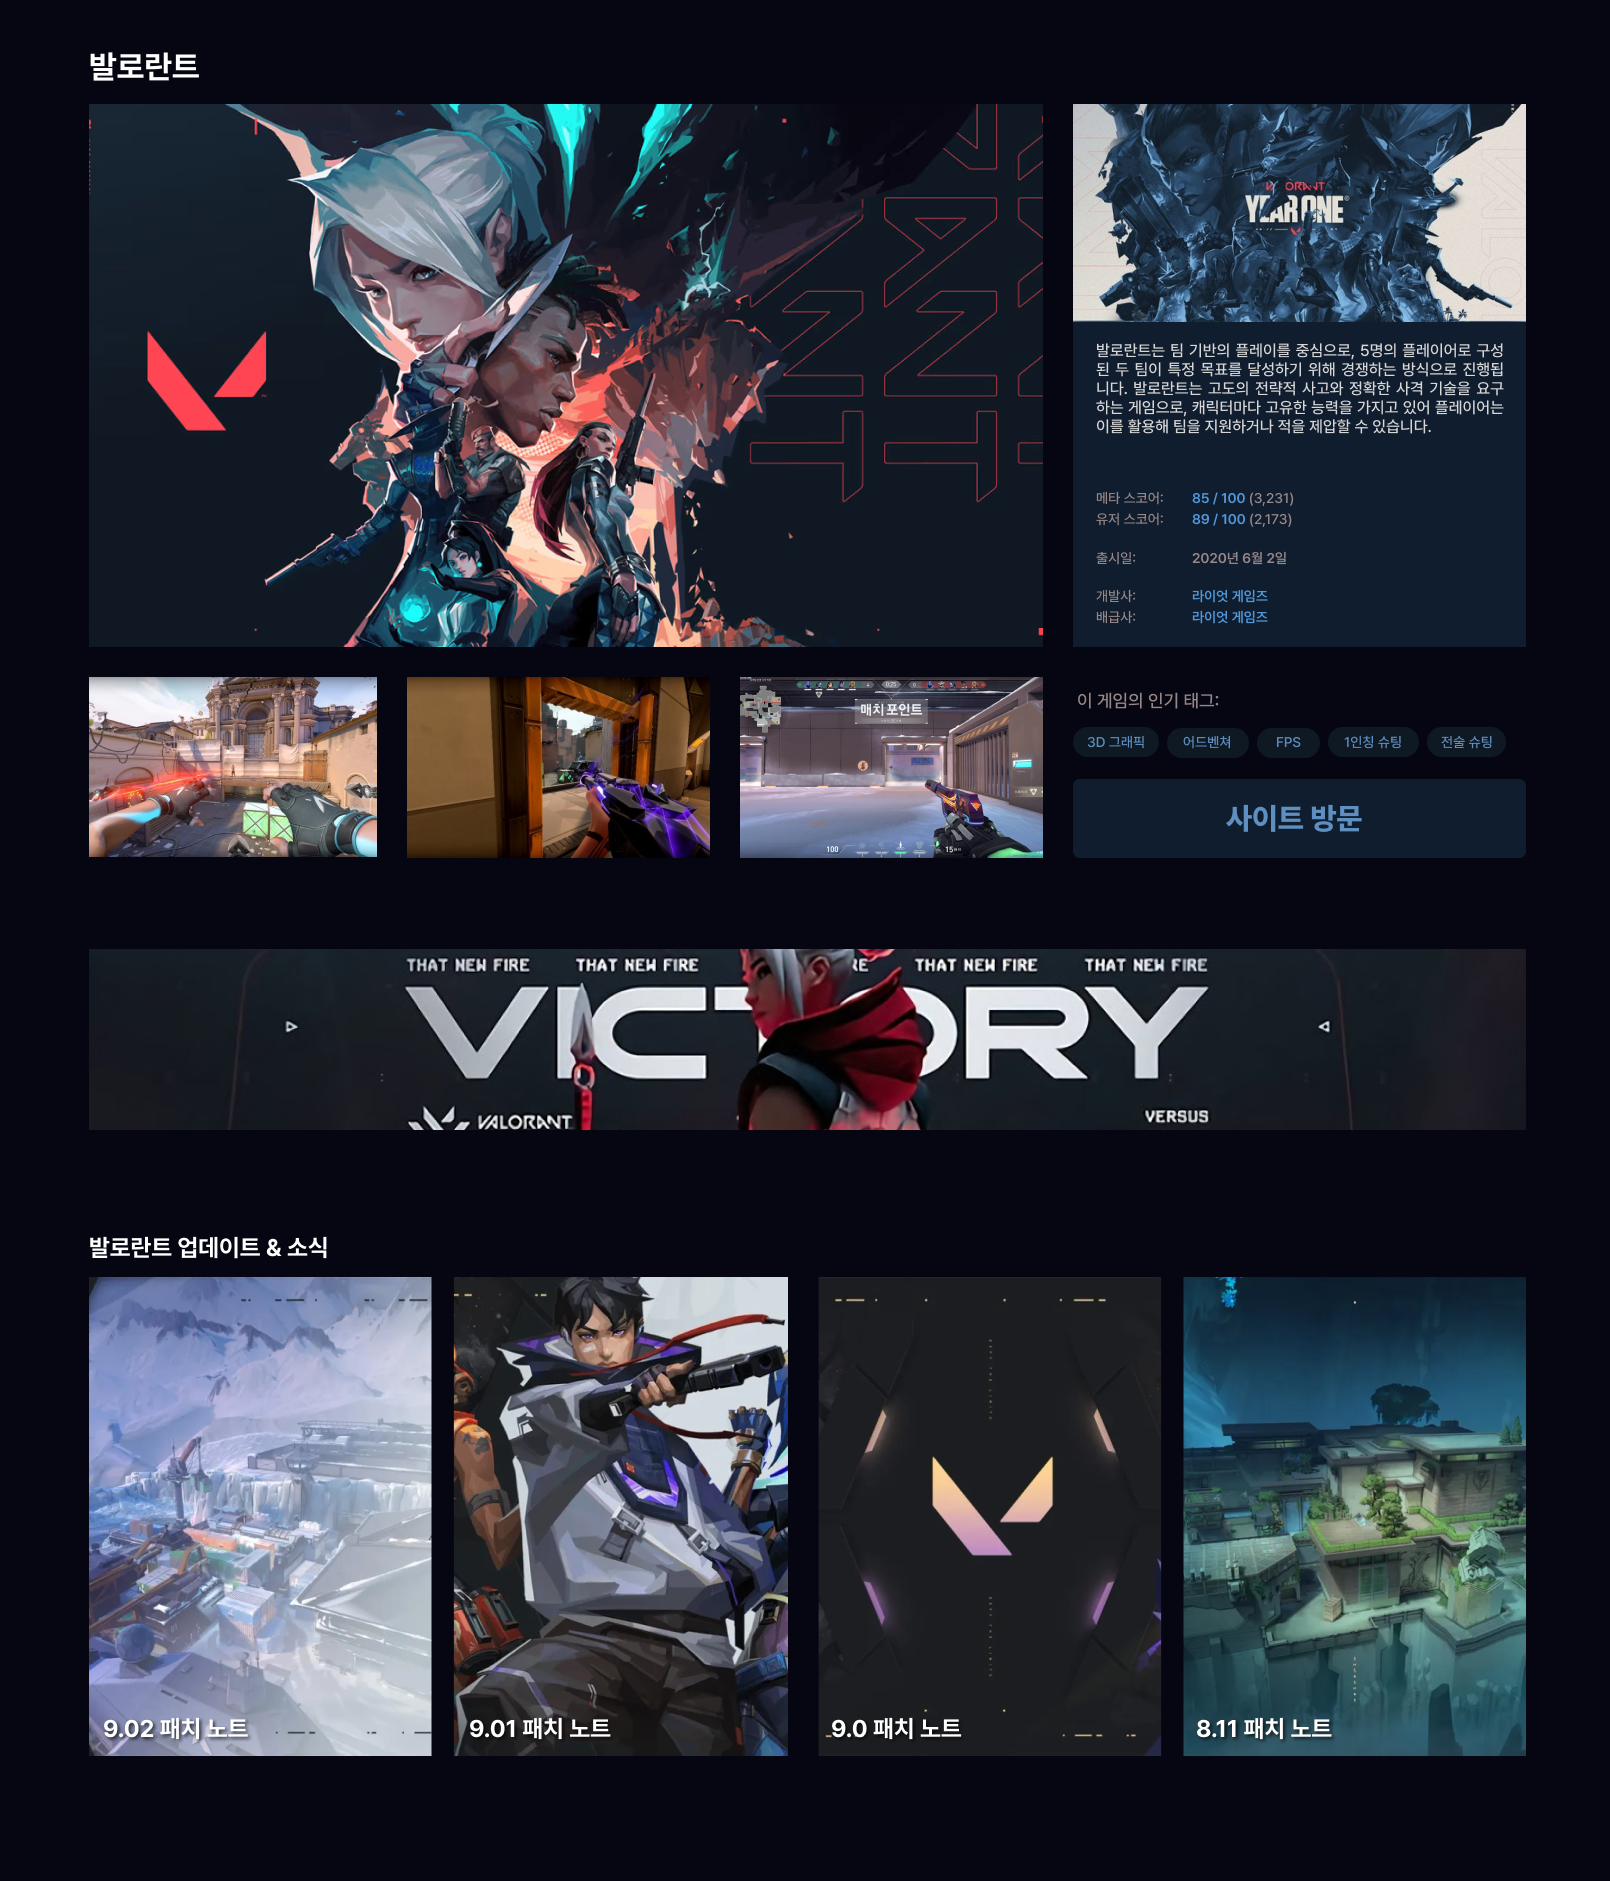 발로란트
VALORANT
YEAR ONE
발로란트는 팀 기반의 플레이를 중심으로, 5명의 플레이어로 구성
된 두 팀이 특정 목표를 달성하기 위해 경쟁하는 방식으로 진행됩
니다. 발로란트는 고도의 전략적 사고와 정확한 사격 기술을 요구
하는 게임으로, 캐릭터마다 고유한 능력을 가지고 있어 플레이어는
이를 활용해 팀을 지원하거나 적을 제압할 수 있습니다.
메타 스코어: 85 / 100 (3,231)
유저 스코어: 89 / 100 (2,173)
출시일: 2020년 6월 2일
개발사: 라이엇 게임즈
배급사: 라이엇 게임즈
0:25
매치 포인트
100
15
이 게임의 인기 태그:
3D 그래픽 어드벤쳐 FPS 1인칭 슈팅 전술 슈팅
사이트 방문
THAT NEW FIRE THAT NEW FIRE RE THAT NEW FIRE THAT NEW FIRE
VICTORY
VALORANT VERSUS
발로란트 업데이트 & 소식
9.02 패치 노트
9.01 패치 노트
9.0 패치 노트
8.11 패치 노트